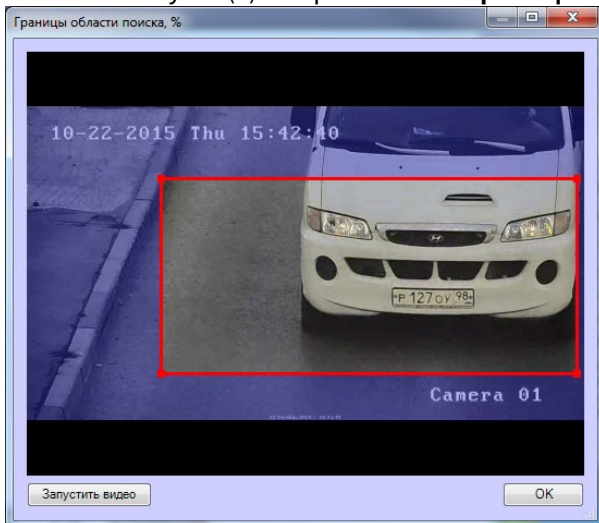 Границы области поиска, %
10-22-2015 Thu 15:42:40
Р 127 ОУ 98
Camera 01
Запустить видео
OK